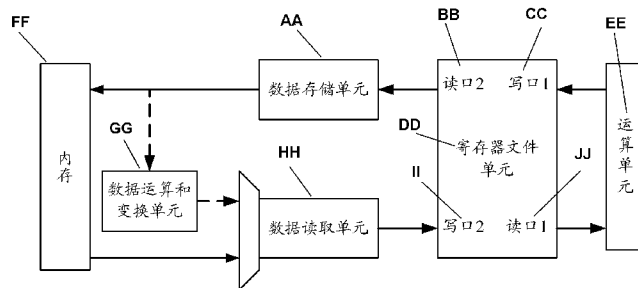 FF
AA
BB
CC
EE
数据存储单元
读口2
写口1
GG
DD
寄存器文件
单元
运算单元
内存
HH
II
JJ
数据运算和
变换单元
数据读取单元
写口2
读口1